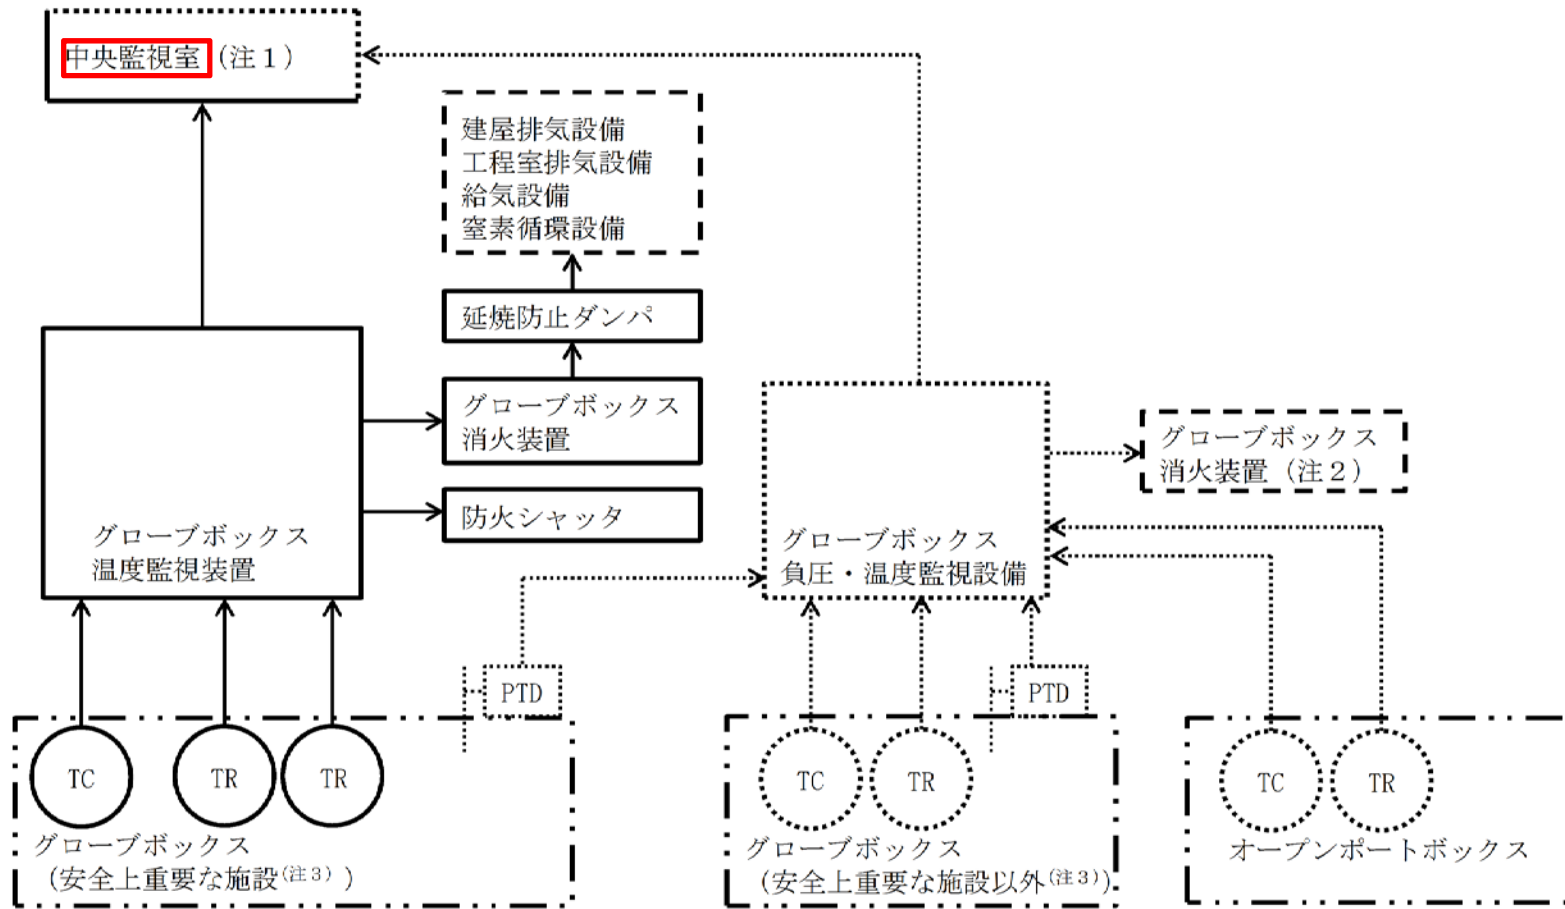 中央監視室(注1)
建屋排気設備
工程室排気設備
給気設備
窒素循環設備
延焼防止ダンパ
グローブボックス
消火装置
防火シャッタ
グローブボックス
温度監視装置
グローブボックス
消火装置(注2)
グローブボックス
負圧・温度監視設備
PTD
PTD
TC
TR
TR
グローブボックス
(安全上重要な施設(注3))
TC
TR
グローブボックス
(安全上重要な施設以外(注3))
TC
TR
オープンポートボックス